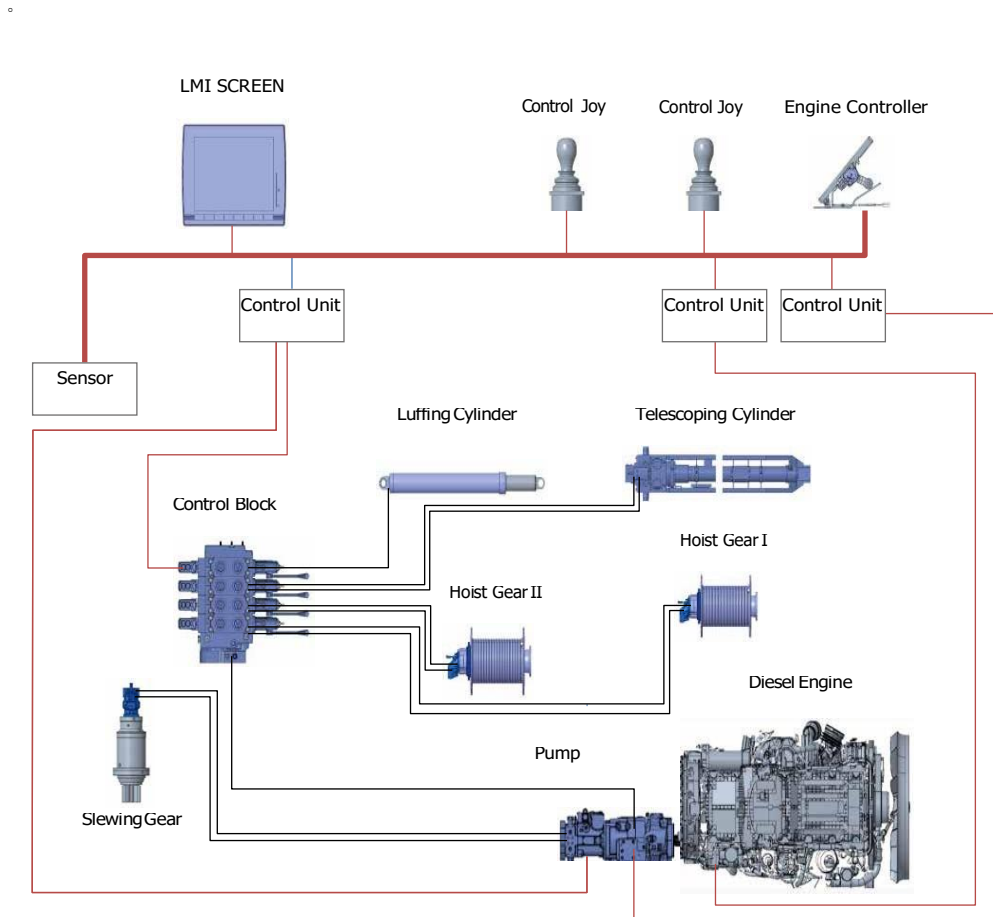 。
LMI SCREEN
Control Joy
Control Joy
Engine Controller
Control Unit
Control Unit
Control Unit
Sensor
Luffing Cylinder
Telescoping Cylinder
Control Block
Hoist Gear I
Hoist Gear II
Diesel Engine
Pump
Slewing Gear